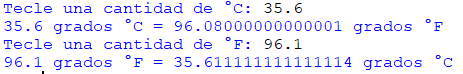 Tecle una cantidad de °C: 35.6
35.6 grados °C = 96.08000000000001 grados °F
Tecle una cantidad de °F: 96.1
96.1 grados °F = 35.611111111111114 grados °C